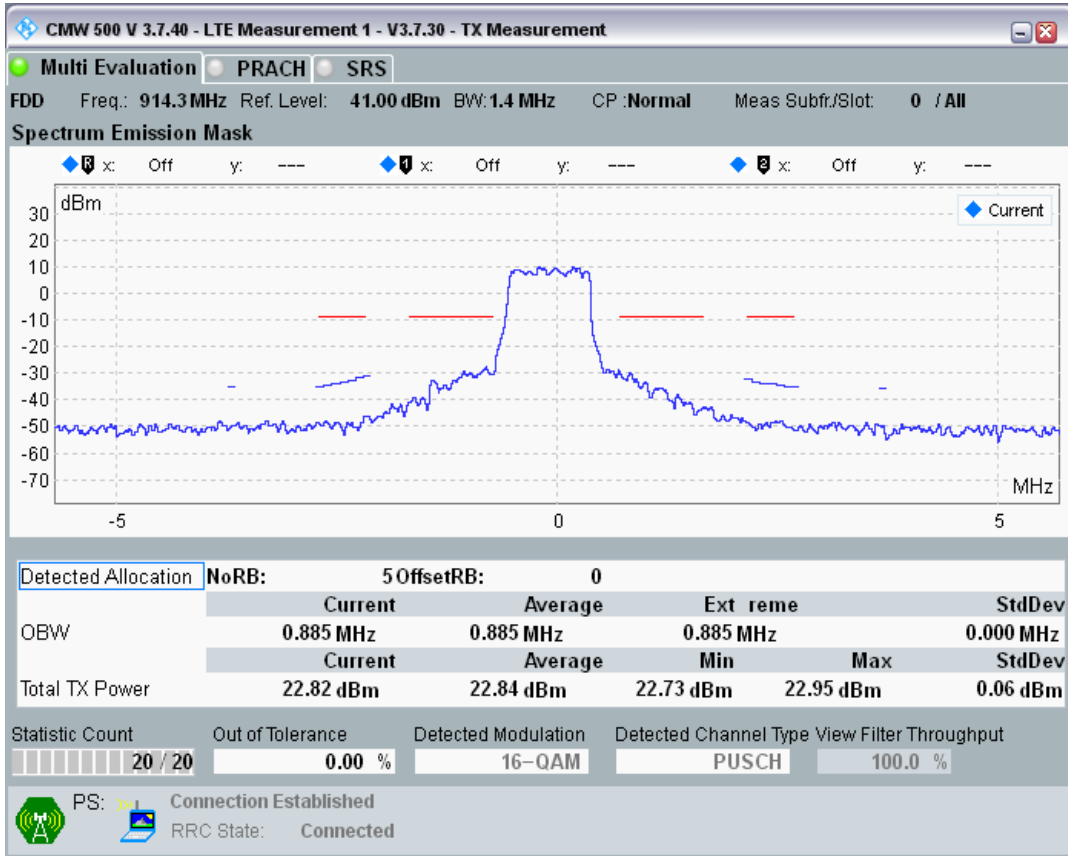 CMW 500 V 3.7.40 - LTE Measurement 1 - V3.7.30 - TX Measurement
Multi Evaluation PRACH SRS
FDD Freq.: 914.3 MHz Ref. Level: 41.00 dBm BW: 1.4 MHz CP :Normal Meas Subfr./Slot: 0 / All
Spectrum Emission Mask
R x: Off y: --- 1 x: Off y: --- 2 x: Off y: ---
dBm
Current
30
20
10
0
-10
-20
-30
-40
-50
-60
-70
MHz
-5 0 5
Detected Allocation NoRB: 5 OffsetRB: 0
Current Average Ext reme StdDev
OBW 0.885 MHz 0.885 MHz 0.885 MHz 0.000 MHz
Current Average Min Max StdDev
Total TX Power 22.82 dBm 22.84 dBm 22.73 dBm 22.95 dBm 0.06 dBm
Statistic Count Out of Tolerance Detected Modulation Detected Channel Type View Filter Throughput
20 / 20 0.00 % 16-QAM PUSCH 100.0 %
PS: Connection Established
RRC State: Connected